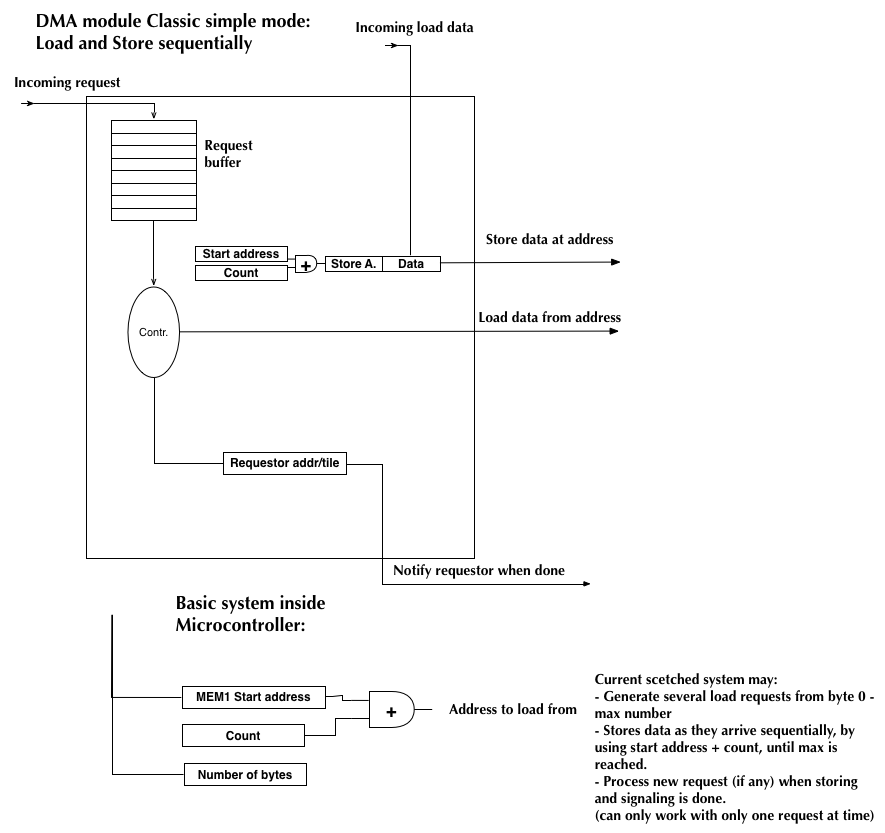 DMA module Classic simple mode:
Load and Store sequentially
Incoming load data
Incoming request
Request
buffer
Start address
Count
+
Store A.
Data
Store data at address
Contr.
Load data from address
Requestor addr/tile
Notify requestor when done
Basic system inside
Microcontroller:
MEM1 Start address
Count
+
Address to load from
Number of bytes
Current scetched system may:
- Generate several load requests from byte 0 -
max number
- Stores data as they arrive sequentially, by
using start address + count, until max is
reached.
- Process new request (if any) when storing
and signaling is done.
(can only work with only one request at time)